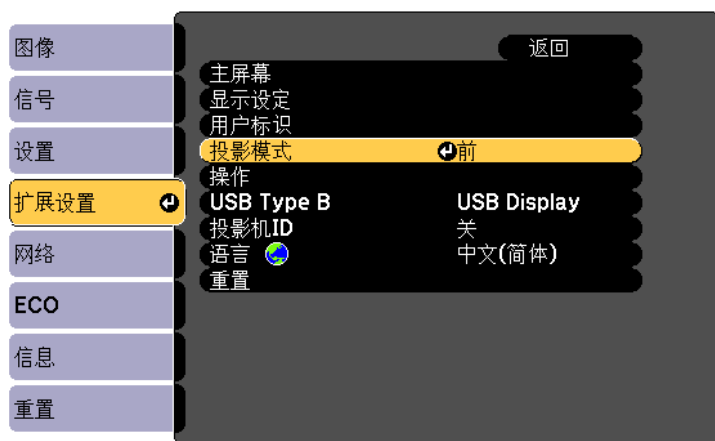 图像
信号
设置
扩展设置
网络
ECO
信息
重置
返回
主屏幕
显示设定
用户标识
投影模式 前
操作
USB Type B USB Display
投影机ID 关
语言 中文(简体)
重置